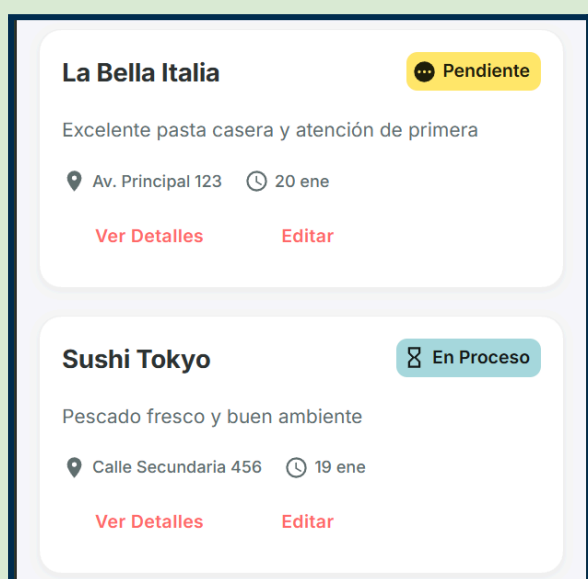 La Bella Italia Pendiente
Excelente pasta casera y atención de primera
Av. Principal 123 20 ene
Ver Detalles Editar
Sushi Tokyo En Proceso
Pescado fresco y buen ambiente
Calle Secundaria 456 19 ene
Ver Detalles Editar